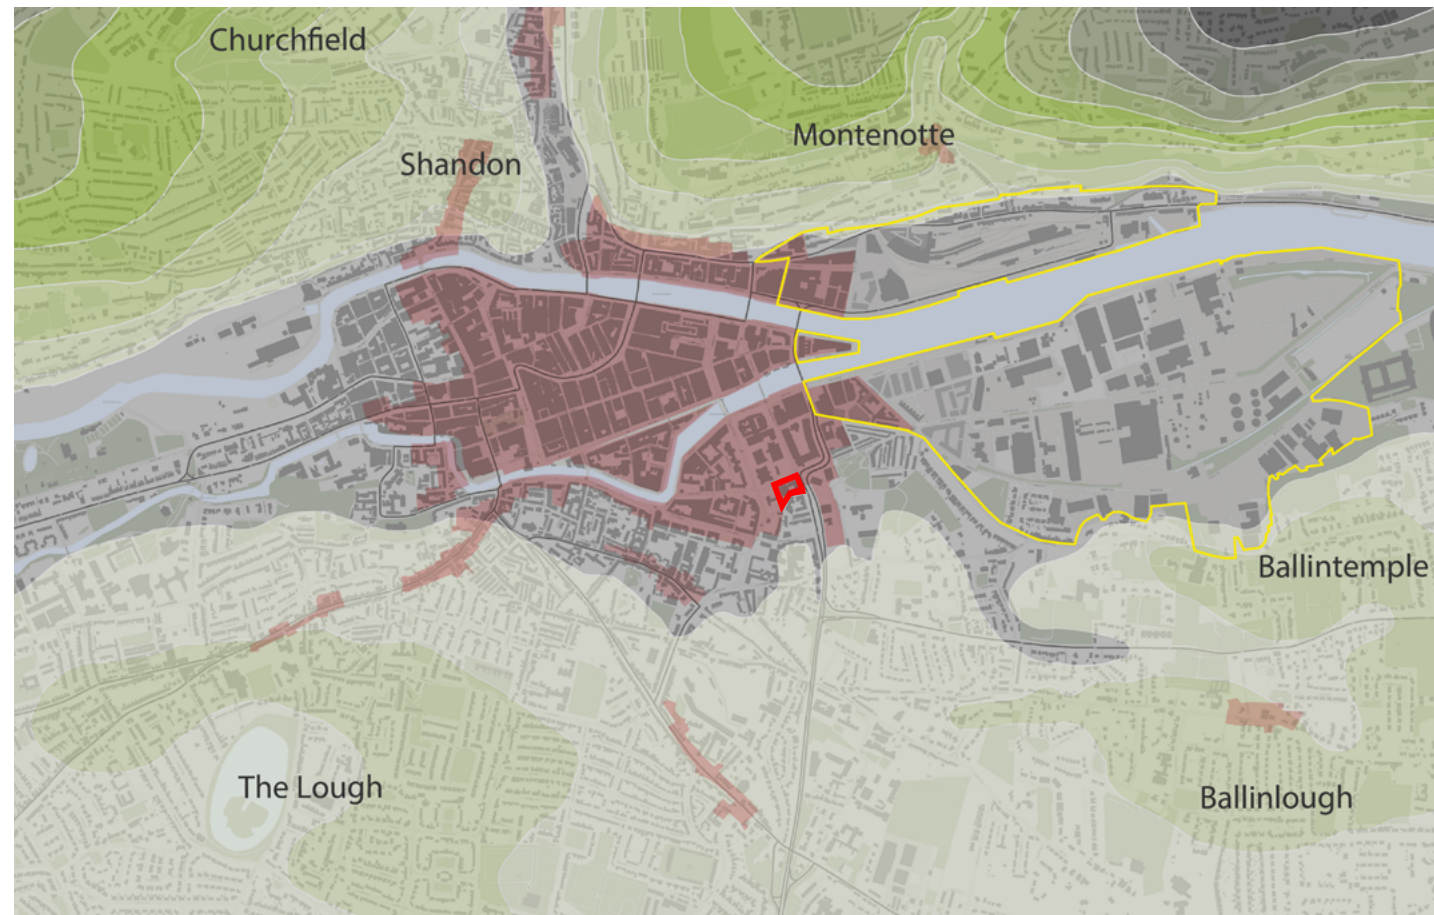 Churchfield
Montenotte
Shandon
Ballintemple
The Lough
Ballinlough